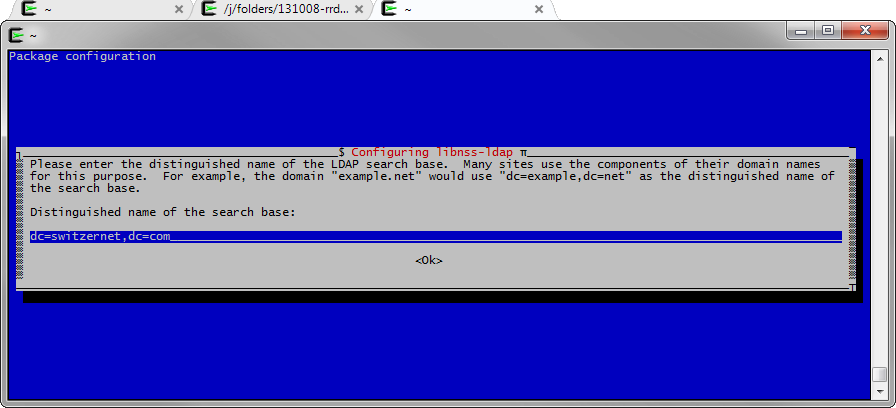 ~
/j/folders/131008-rrd...
~
~
Package configuration
$ Configuring libnss-ldap π
Please enter the distinguished name of the LDAP search base.  Many sites use the components of their domain names
for this purpose.  For example, the domain "example.net" would use "dc=example,dc=net" as the distinguished name of
the search base.
Distinguished name of the search base:
dc=switzernet,dc=com
<Ok>